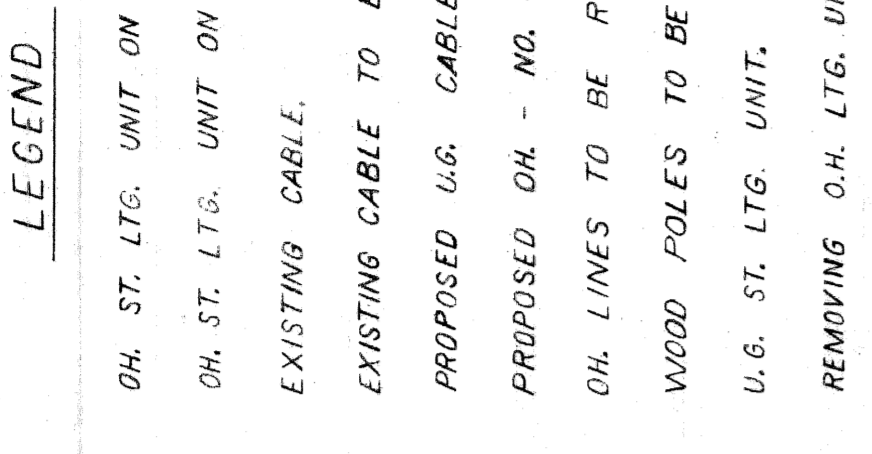 LEGEND
OH. ST. LTG. UNIT ON
OH. ST. LTG. UNIT ON
EXISTING CABLE.
EXISTING CABLE TO
PROPOSED U.G. CABLE
PROPOSED OH. - NO.
OH. LINES TO BE R
WOOD POLES TO BE
U.G. ST. LTG. UNIT.
REMOVING O.H. LTG.